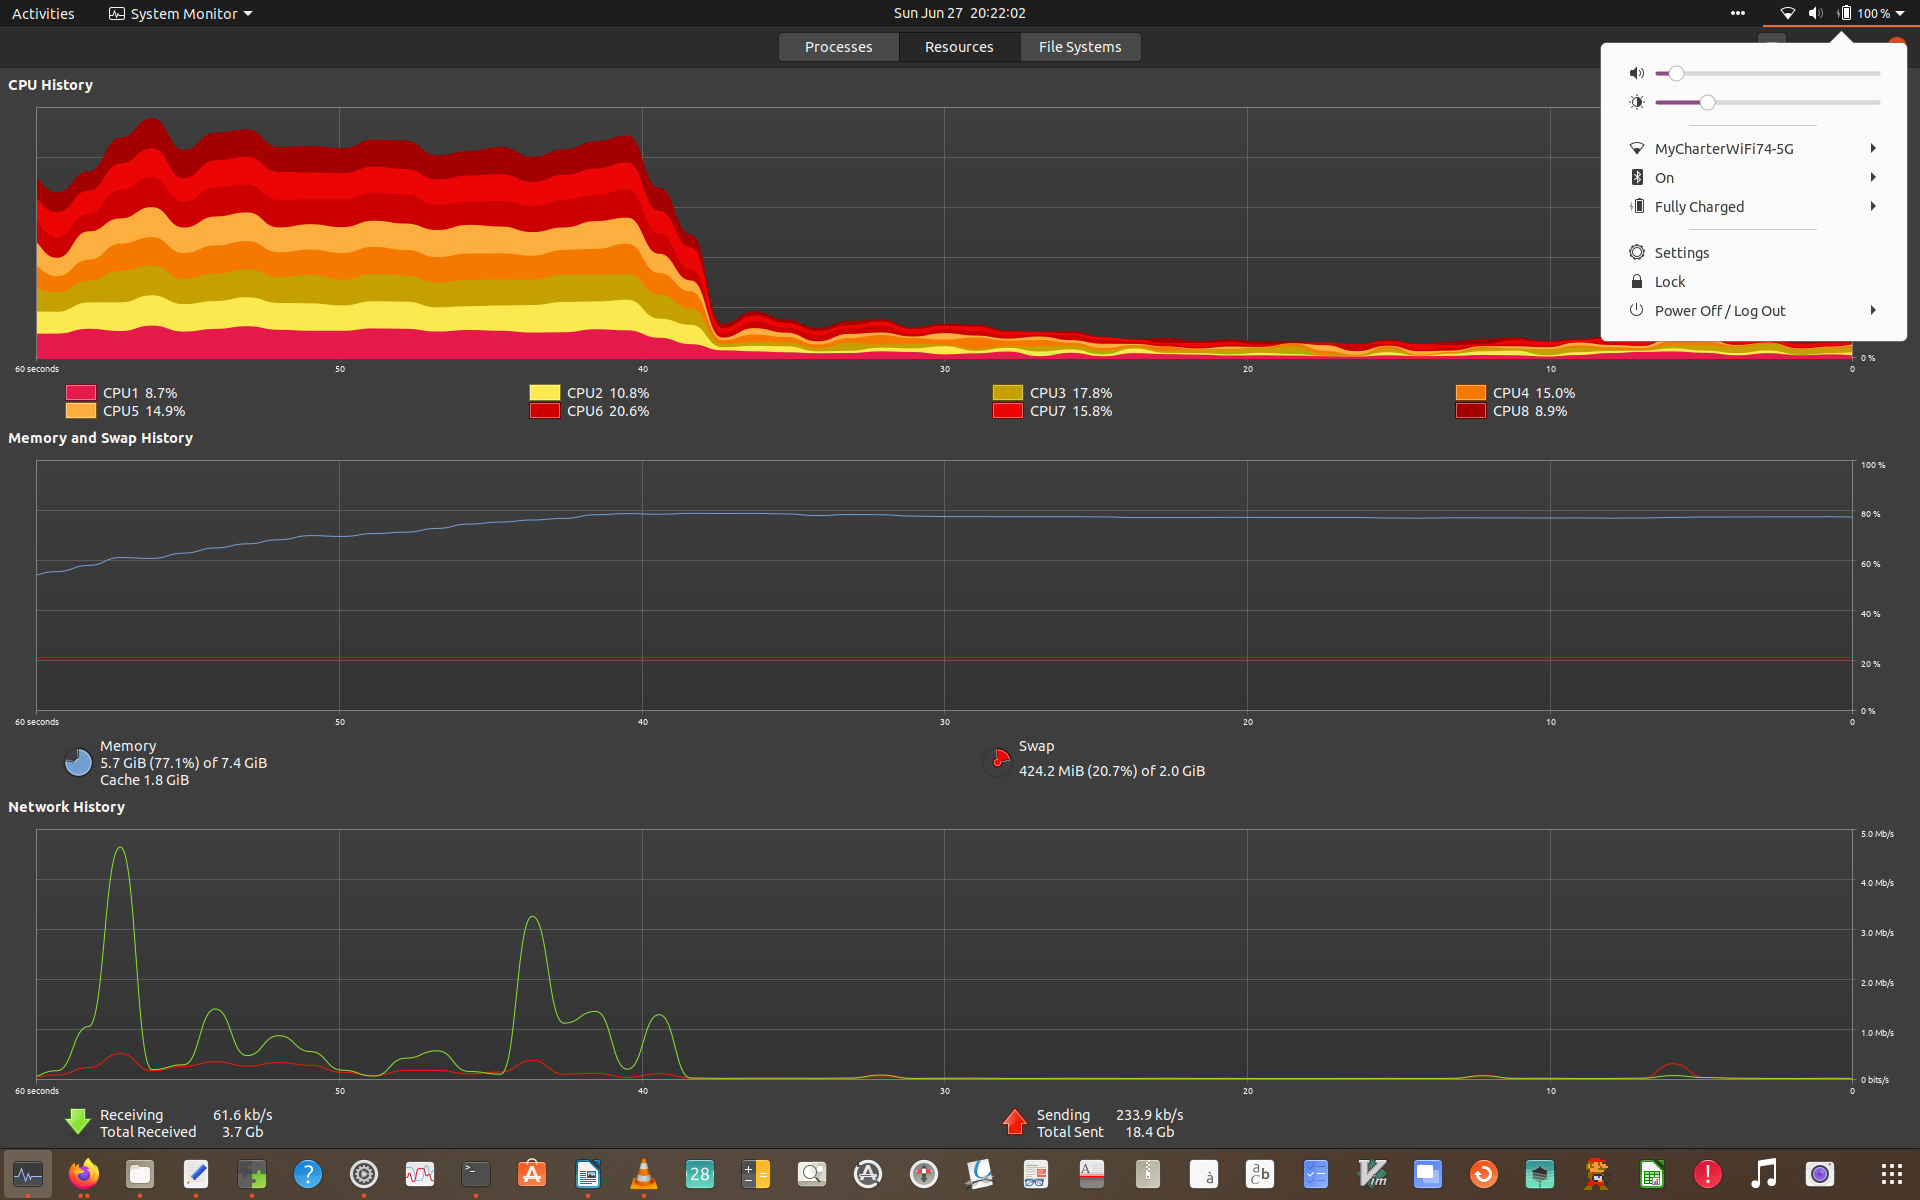 Activities
System Monitor
Sun Jun 27 20:22:02
100 %
Processes
Resources
File Systems
CPU History
MyCharterWiFi74-5G
On
Fully Charged
Settings
Lock
Power Off / Log Out
0 %
60 seconds 50 40 30 20 10 0
CPU1 8.7% CPU2 10.8% CPU3 17.8% CPU4 15.0%
CPU5 14.9% CPU6 20.6% CPU7 15.8% CPU8 8.9%
Memory and Swap History
100 %
80 %
60 %
40 %
20 %
0 %
60 seconds 50 40 30 20 10 0
Memory
5.7 GiB (77.1%) of 7.4 GiB
Cache 1.8 GiB
Swap
424.2 MiB (20.7%) of 2.0 GiB
Network History
5.0 Mb/s
4.0 Mb/s
3.0 Mb/s
2.0 Mb/s
1.0 Mb/s
0 bits/s
60 seconds 50 40 30 20 10 0
Receiving 61.6 kb/s
Total Received 3.7 Gb
Sending 233.9 kb/s
Total Sent 18.4 Gb
?
>_
A
28
A
à
a b c
Vim